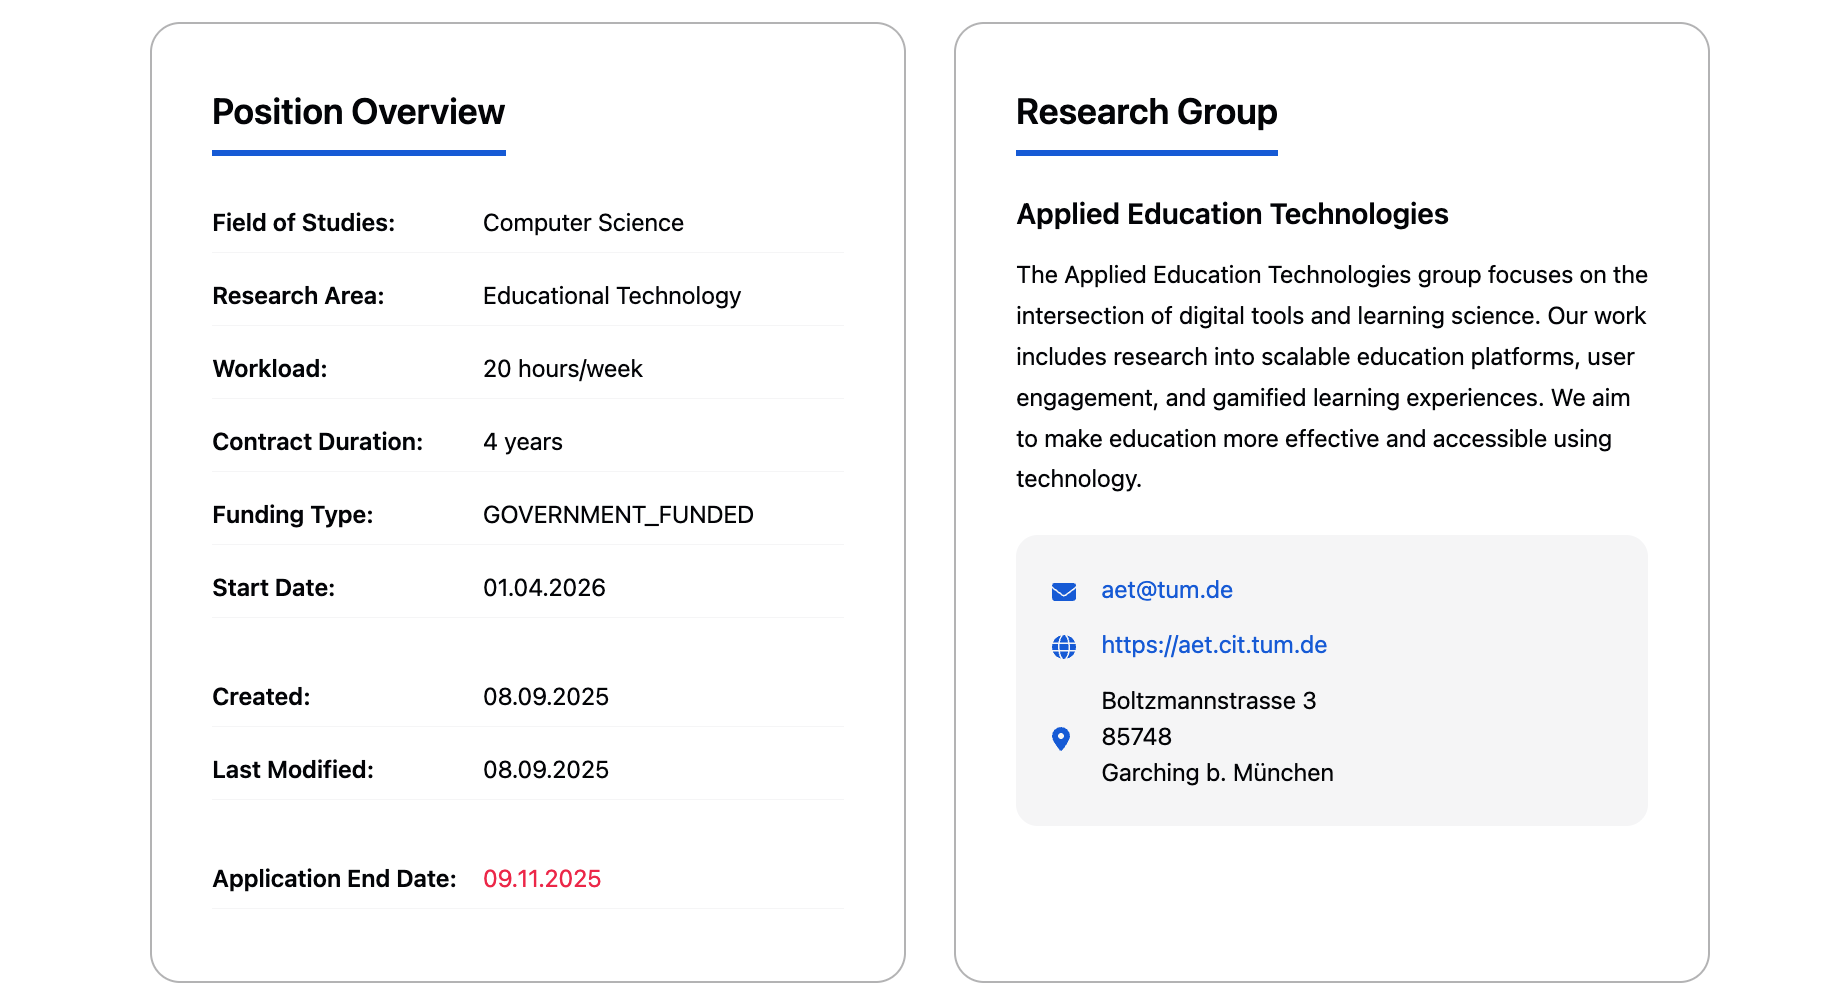 Position Overview
Field of Studies: Computer Science
Research Area: Educational Technology
Workload: 20 hours/week
Contract Duration: 4 years
Funding Type: GOVERNMENT_FUNDED
Start Date: 01.04.2026
Created: 08.09.2025
Last Modified: 08.09.2025
Application End Date: 09.11.2025
Research Group
Applied Education Technologies
The Applied Education Technologies group focuses on the
intersection of digital tools and learning science. Our work
includes research into scalable education platforms, user
engagement, and gamified learning experiences. We aim
to make education more effective and accessible using
technology.
aet@tum.de
https://aet.cit.tum.de
Boltzmannstrasse 3
85748
Garching b. München